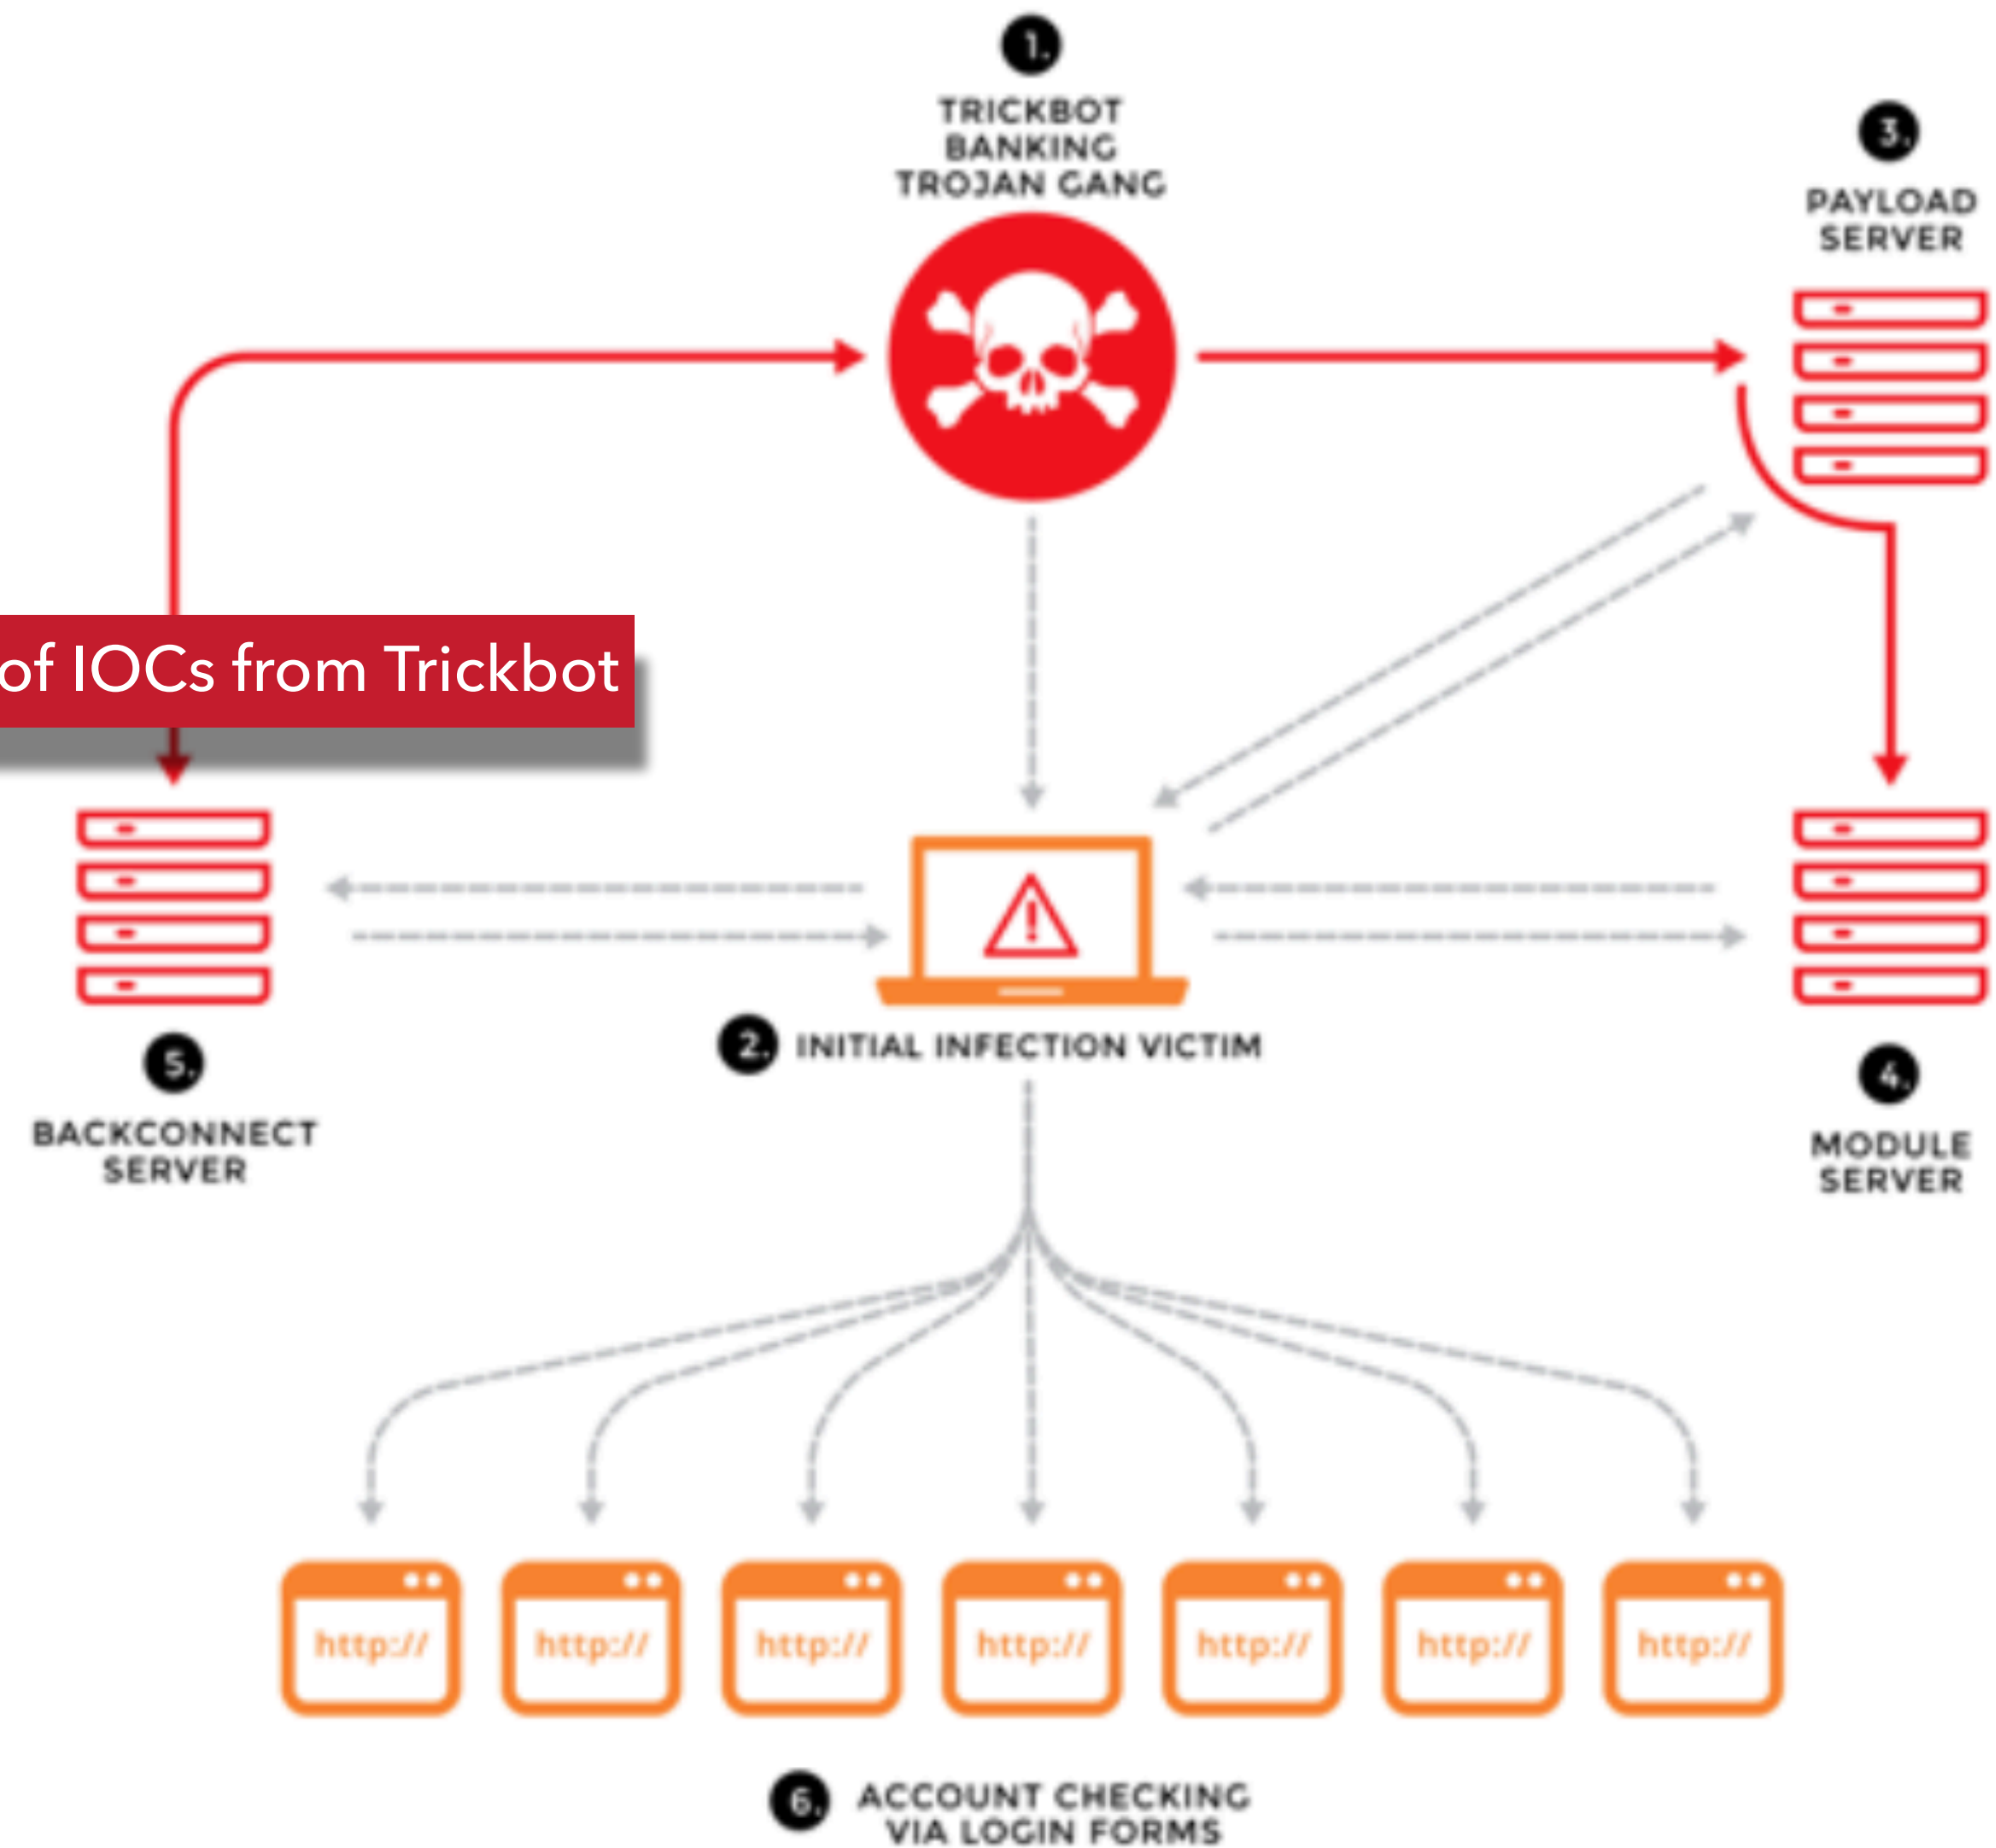 1.
TRICKBOT
BANKING
TROJAN GANG
3.
PAYLOAD
SERVER
of IOCs from Trickbot
2. INITIAL INFECTION VICTIM
5.
BACKCONNECT
SERVER
4.
MODULE
SERVER
http:// http:// http:// http:// http:// http:// http://
6. ACCOUNT CHECKING
VIA LOGIN FORMS